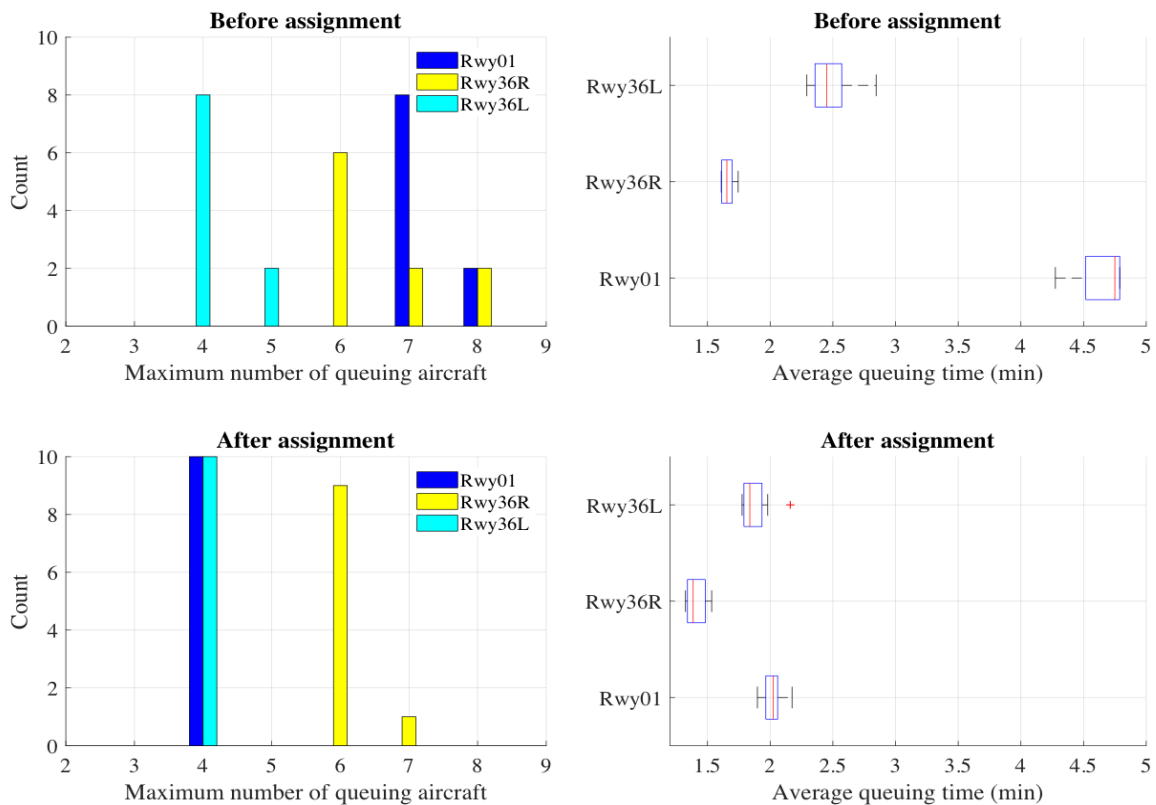 Before assignment
10
8
6
4
2
0
Count
Rwy01
Rwy36R
Rwy36L
2 3 4 5 6 7 8 9
Maximum number of queuing aircraft
Before assignment
Rwy36L
Rwy36R
Rwy01
1.5 2 2.5 3 3.5 4 4.5 5
Average queuing time (min)
After assignment
10
8
6
4
2
0
Count
Rwy01
Rwy36R
Rwy36L
2 3 4 5 6 7 8 9
Maximum number of queuing aircraft
After assignment
Rwy36L
Rwy36R
Rwy01
1.5 2 2.5 3 3.5 4 4.5 5
Average queuing time (min)